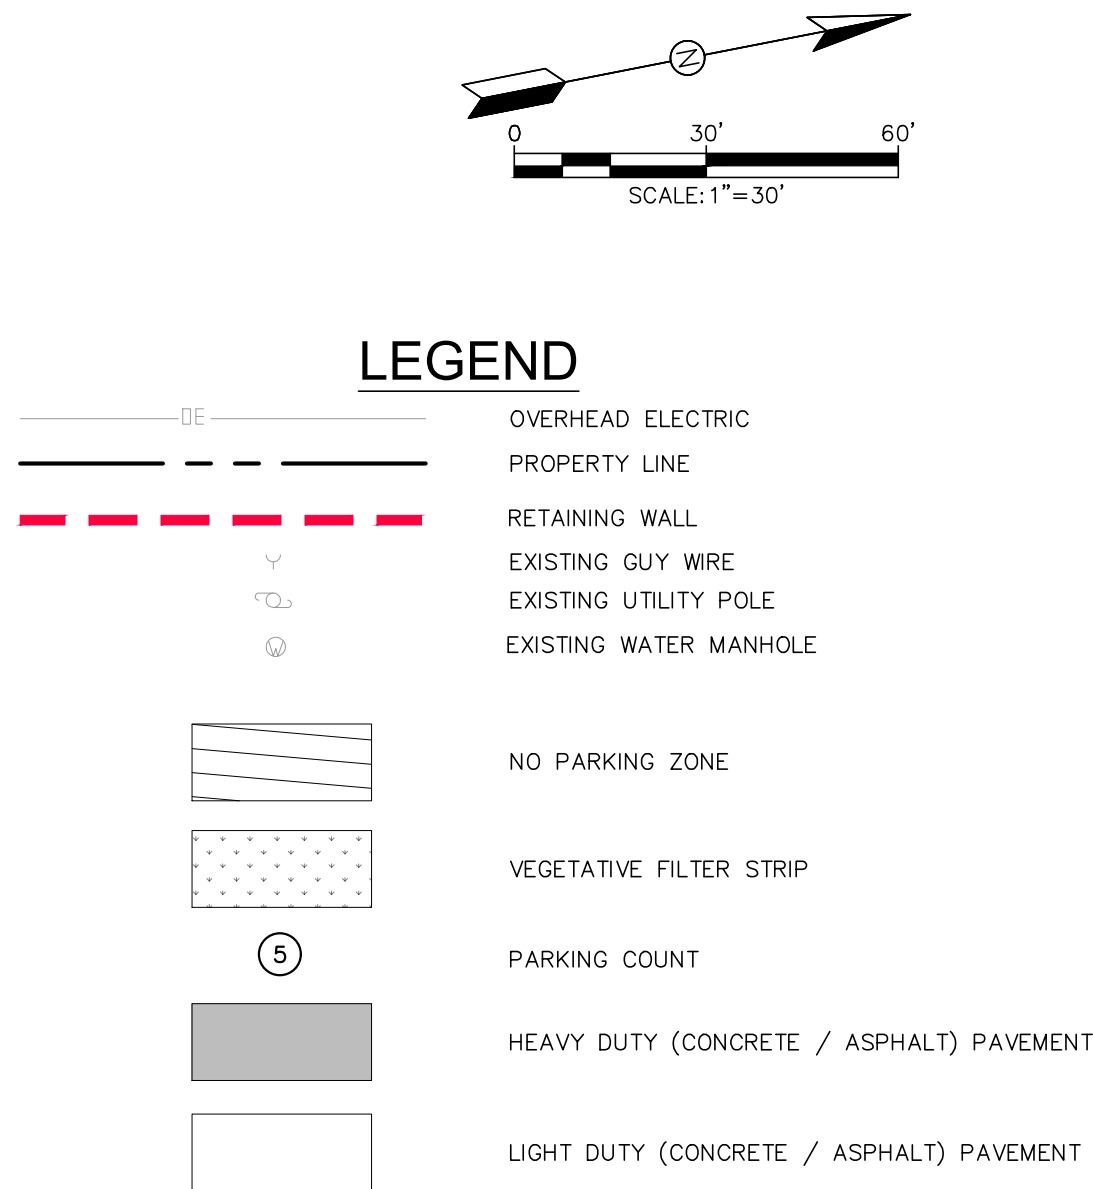 N
0 30' 60'
SCALE: 1"=30'
LEGEND
OE OVERHEAD ELECTRIC
PROPERTY LINE
RETAINING WALL
EXISTING GUY WIRE
EXISTING UTILITY POLE
W EXISTING WATER MANHOLE
NO PARKING ZONE
VEGETATIVE FILTER STRIP
5 PARKING COUNT
HEAVY DUTY (CONCRETE / ASPHALT) PAVEMENT
LIGHT DUTY (CONCRETE / ASPHALT) PAVEMENT